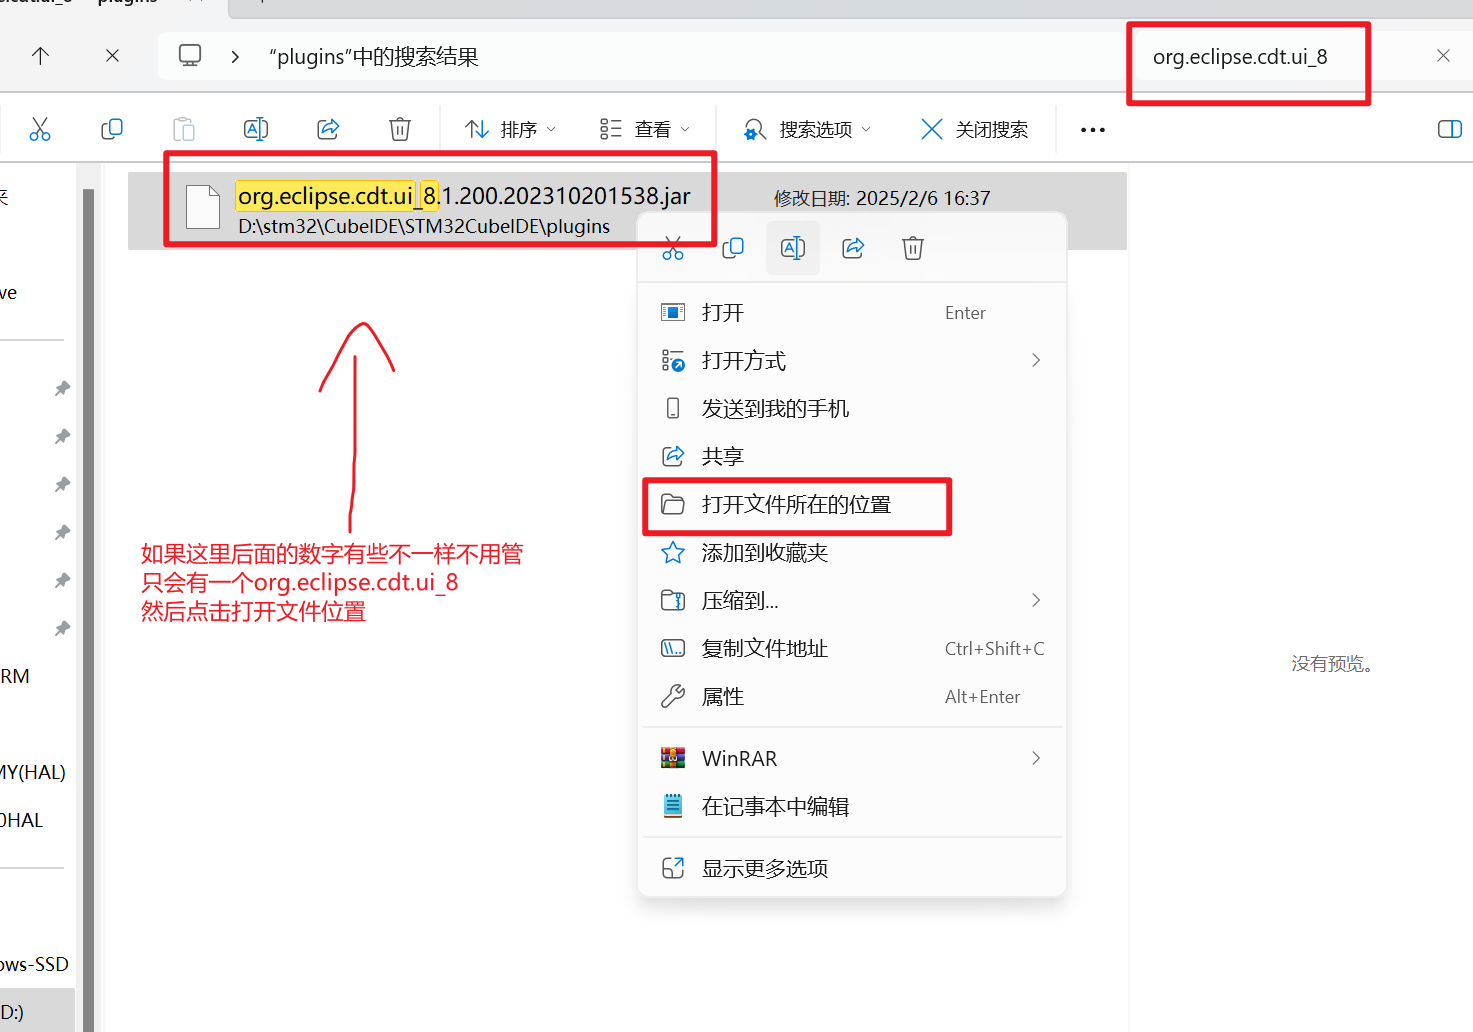 plugins
“plugins”中的搜索结果
org.eclipse.cdt.ui_8
排序
查看
搜索选项
关闭搜索
org.eclipse.cdt.ui_8.1.200.202310201538.jar
修改日期: 2025/2/6 16:37
D:\stm32\CubeIDE\STM32CubeIDE\plugins
打开 Enter
打开方式
发送到我的手机
共享
打开文件所在的位置
添加到收藏夹
压缩到...
复制文件地址 Ctrl+Shift+C
属性 Alt+Enter
WinRAR
在记事本中编辑
显示更多选项
如果这里后面的数字有些不一样不用管
只会有一个org.eclipse.cdt.ui_8
然后点击打开文件位置
没有预览。
ve
RM
MY(HAL)
0HAL
ows-SSD
D:)